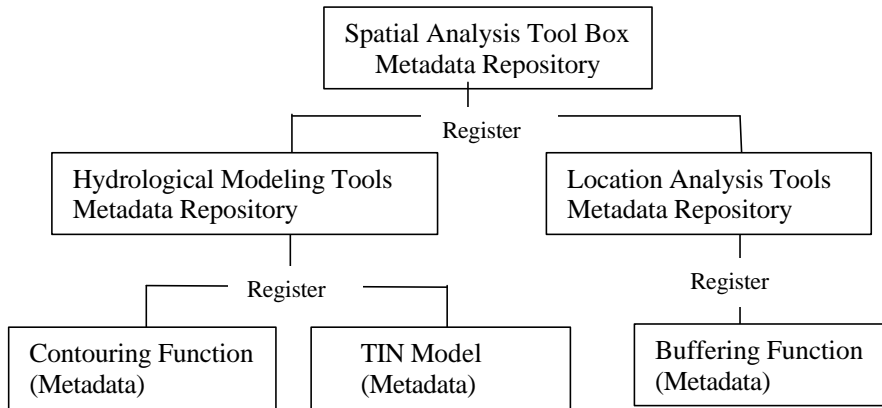 Spatial Analysis Tool Box
Metadata Repository
Register
Hydrological Modeling Tools
Metadata Repository
Location Analysis Tools
Metadata Repository
Register
Register
Contouring Function
(Metadata)
TIN Model
(Metadata)
Buffering Function
(Metadata)